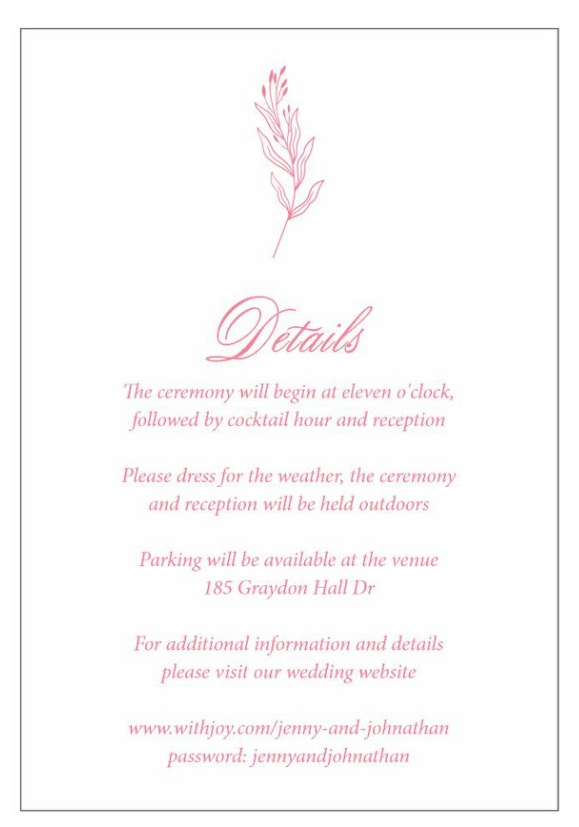 Details
The ceremony will begin at eleven o'clock,
followed by cocktail hour and reception
Please dress for the weather, the ceremony
and reception will be held outdoors
Parking will be available at the venue
185 Graydon Hall Dr
For additional information and details
please visit our wedding website
www.withjoy.com/jenny-and-johnathan
password: jennyandjohnathan